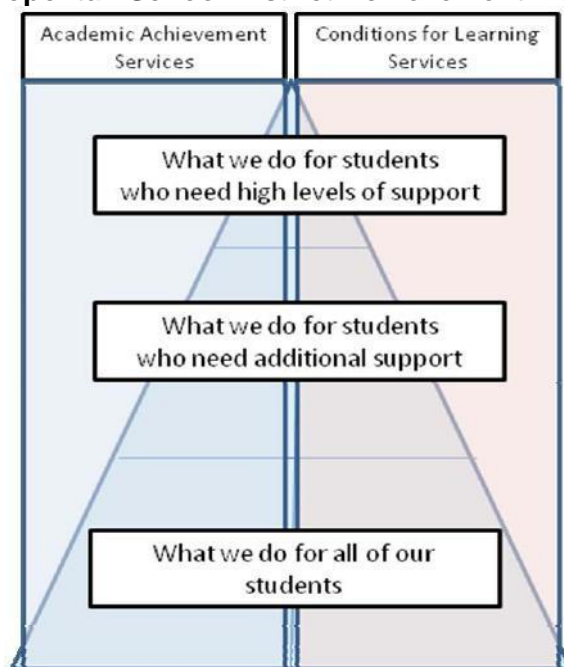 Academic Achievement
Services
Conditions for Learning
Services
What we do for students
who need high levels of support
What we do for students
who need additional support
What we do for all of our
students